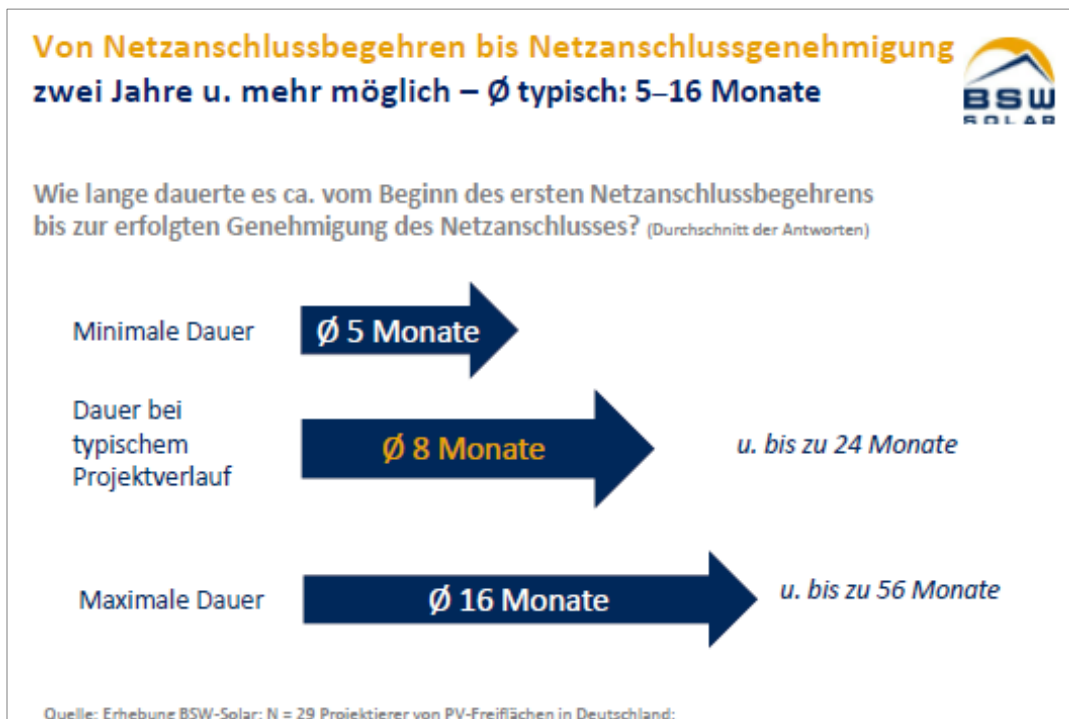 Von Netzanschlussbegehren bis Netzanschlussgenehmigung
zwei Jahre u. mehr möglich – Ø typisch: 5–16 Monate
BSW
SOLAR
Wie lange dauerte es ca. vom Beginn des ersten Netzanschlussbegehrens
bis zur erfolgten Genehmigung des Netzanschlusses? (Durchschnitt der Antworten)
Minimale Dauer
Ø 5 Monate
Dauer bei
typischem
Projektverlauf
Ø 8 Monate
u. bis zu 24 Monate
Maximale Dauer
Ø 16 Monate
u. bis zu 56 Monate
Quelle: Erhebung BSW-Solar; N = 29 Projektierer von PV-Freiflächen in Deutschland;